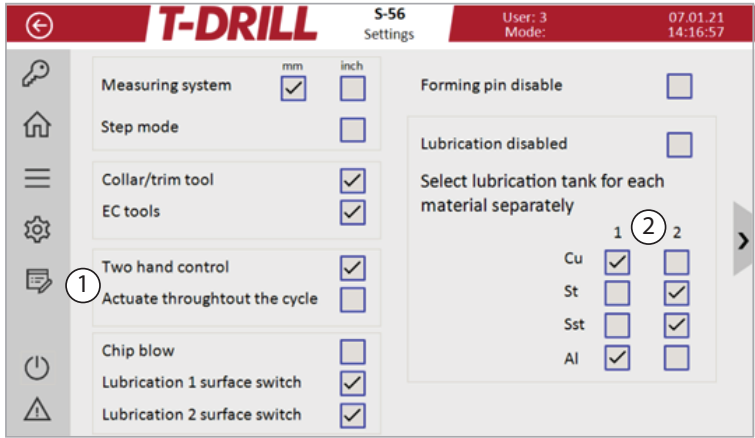 T-DRILL
S-56
Settings
User: 3
Mode:
07.01.21
14:16:57
mm inch
Measuring system
Step mode
Collar/trim tool
EC tools
1
Two hand control
Actuate throughtout the cycle
Chip blow
Lubrication 1 surface switch
Lubrication 2 surface switch
Forming pin disable
Lubrication disabled
Select lubrication tank for each
material separately
1 2 2
Cu
St
Sst
Al